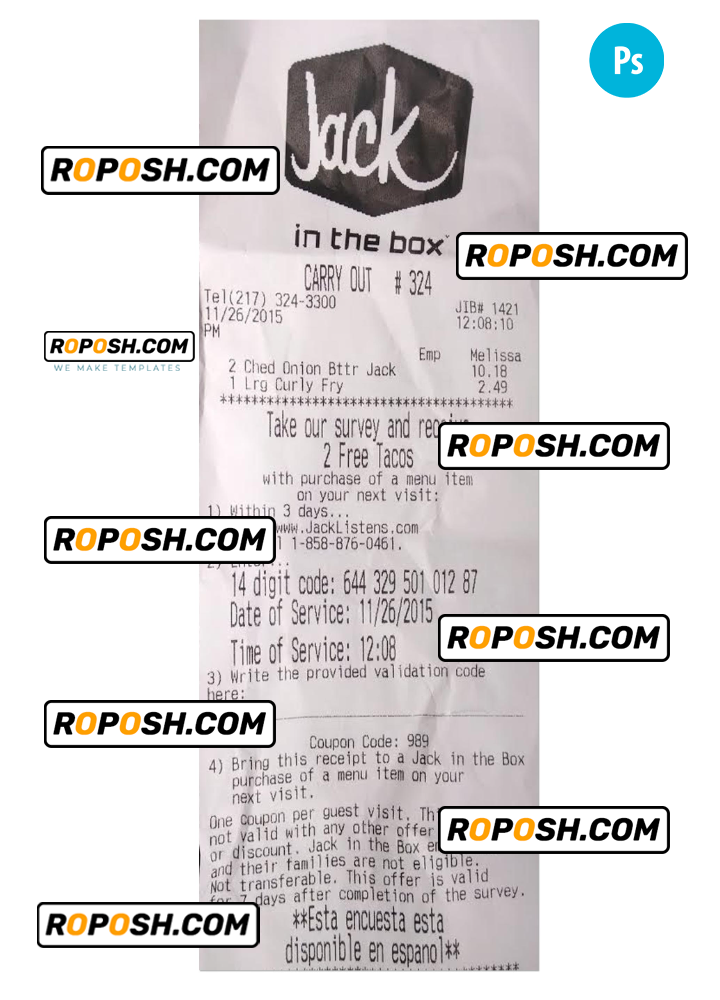 Ps
Jack
in the box
ROPOSH.COM
ROPOSH.COM
CARRY OUT # 324
Tel(217) 324-3300
11/26/2015
PM
JIB# 1421
12:08:10
ROPOSH.COM
WE MAKE TEMPLATES
Emp Melissa
2 Ched Onion Bttr Jack 10.18
1 Lrg Curly Fry 2.49
****************************************
Take our survey and receive
ROPOSH.COM
2 Free Tacos
with purchase of a menu item
on your next visit:
1) Within 3 days...
www.JackListens.com
ROPOSH.COM
1-858-876-0461.
2) Enter...
14 digit code: 644 329 501 012 87
Date of Service: 11/26/2015
ROPOSH.COM
Time of Service: 12:08
3) Write the provided validation code
here:
ROPOSH.COM
Coupon Code: 989
4) Bring this receipt to a Jack in the Box
purchase of a menu item on your
next visit.
One coupon per guest visit.
not valid with any other offer
ROPOSH.COM
or discount. Jack in the Box
and their families are not eligible.
Not transferable. This offer is valid
for 7 days after completion of the survey.
ROPOSH.COM
**Esta encuesta esta
disponible en espanol**